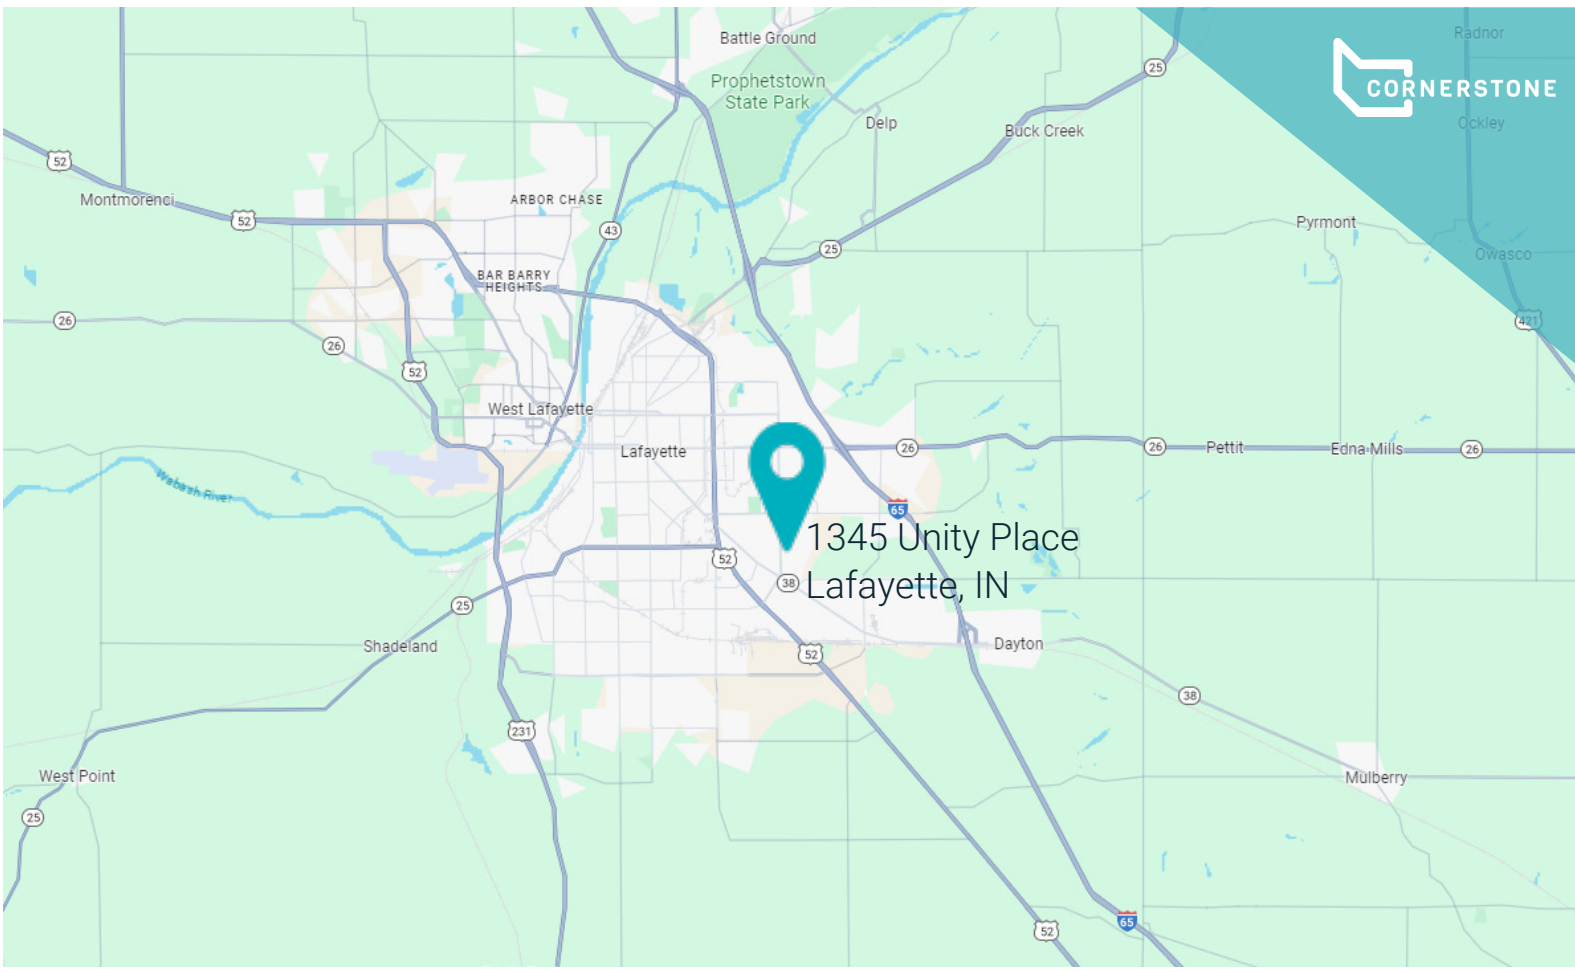 Battle Ground
Radnor
CORNERSTONE
25
Prophetstown
State Park
Delp
Buck Creek
Ockley
52
Montmorenci
ARBOR CHASE
52
43
Pyrmont
25
Owasco
BAR BARRY
HEIGHTS
26
421
26
52
West Lafayette
Lafayette
26
26
Pettit
Edna Mills
26
Wabash River
65
1345 Unity Place
Lafayette, IN
52
38
25
Shadeland
52
Dayton
38
231
West Point
Mulberry
25
65
52